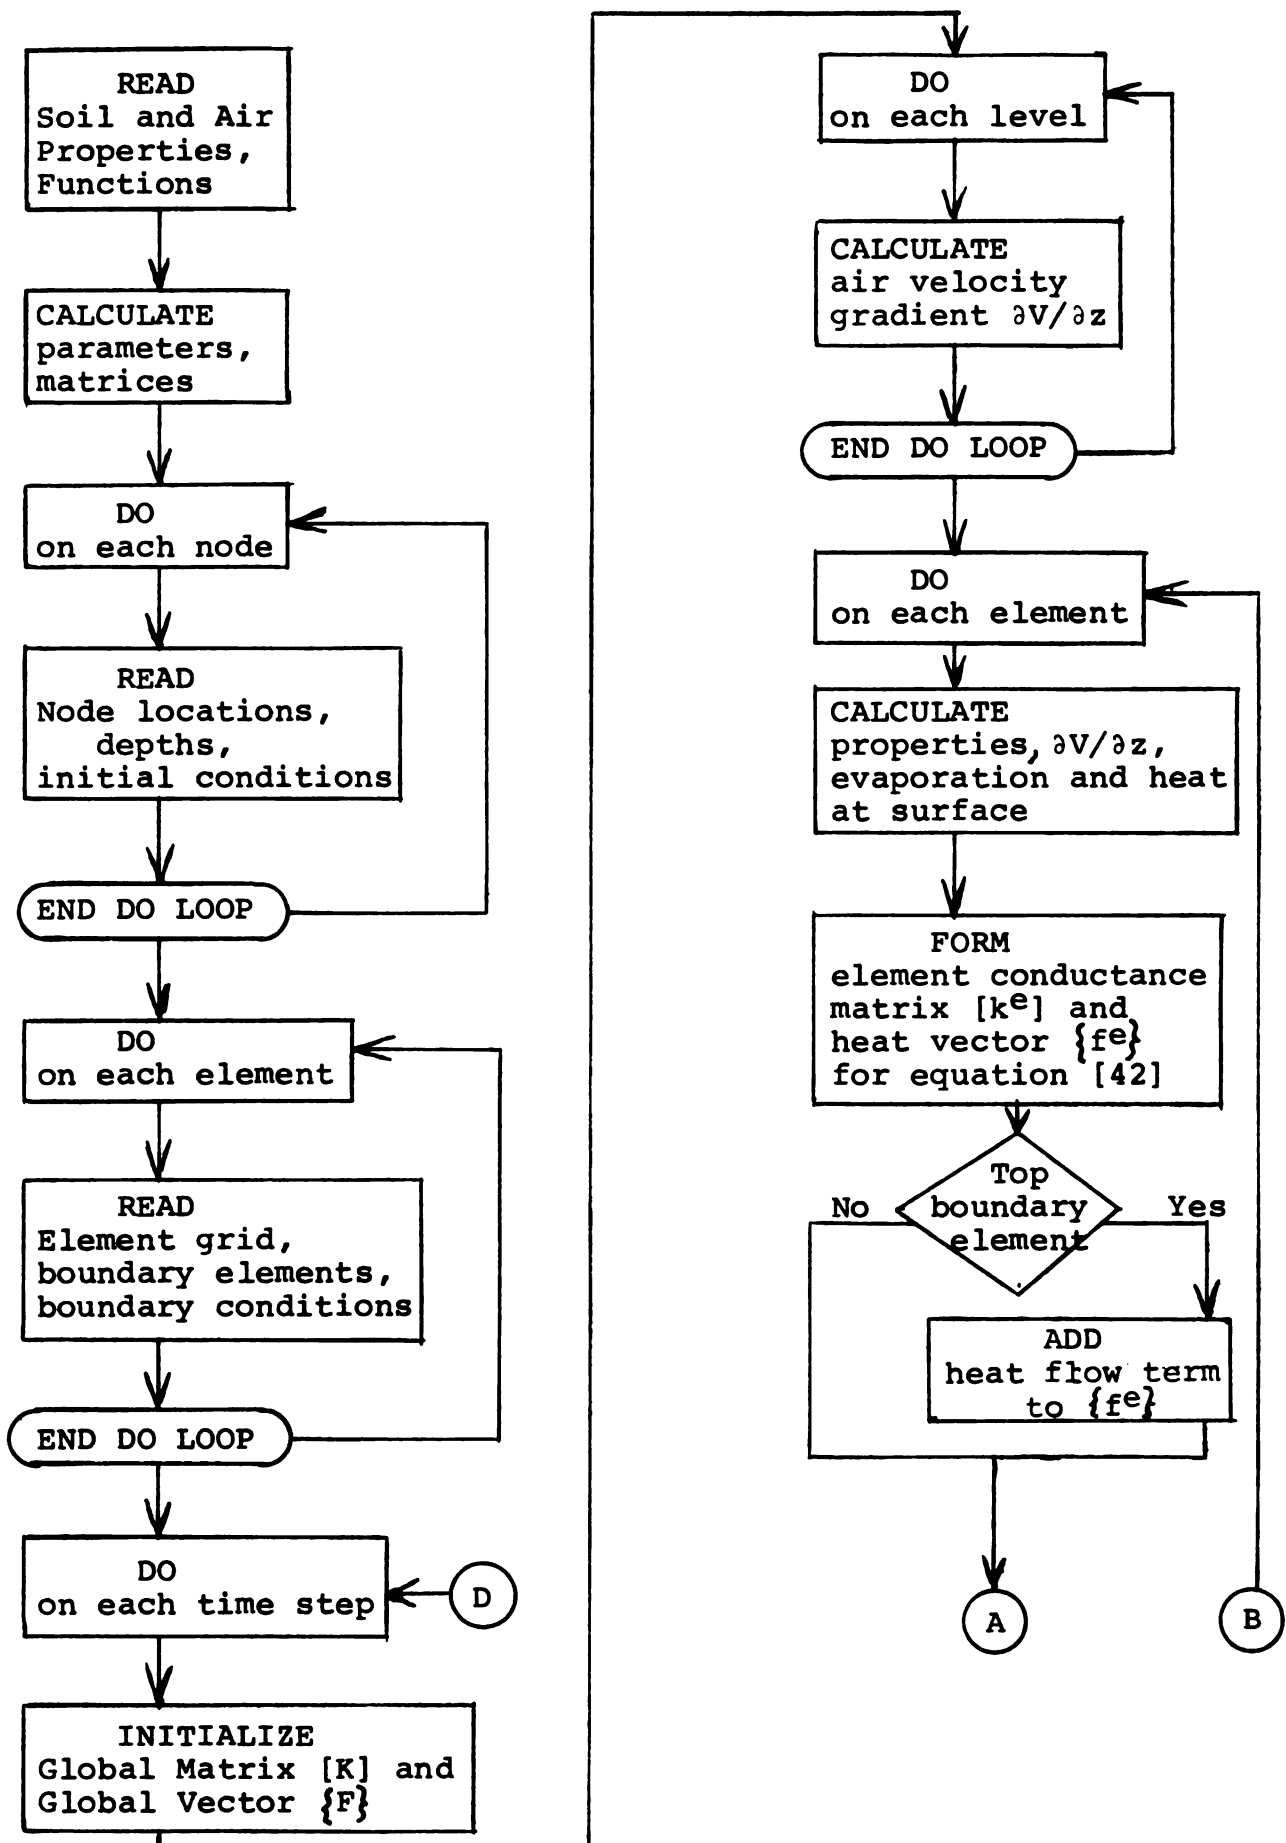 READ
Soil and Air
Properties,
Functions
CALCULATE
parameters,
matrices
DO
on each node
READ
Node locations,
depths,
initial conditions
END DO LOOP
DO
on each element
READ
Element grid,
boundary elements,
boundary conditions
END DO LOOP
DO
on each time step
D
INITIALIZE
Global Matrix [K] and
Global Vector {F}
DO
on each level
CALCULATE
air velocity
gradient ∂V/∂z
END DO LOOP
DO
on each element
CALCULATE
properties, ∂V/∂z,
evaporation and heat
at surface
FORM
element conductance
matrix [kᵉ] and
heat vector {fᵉ}
for equation [42]
Top
No boundary Yes
element
ADD
heat flow term
to {fᵉ}
A
B